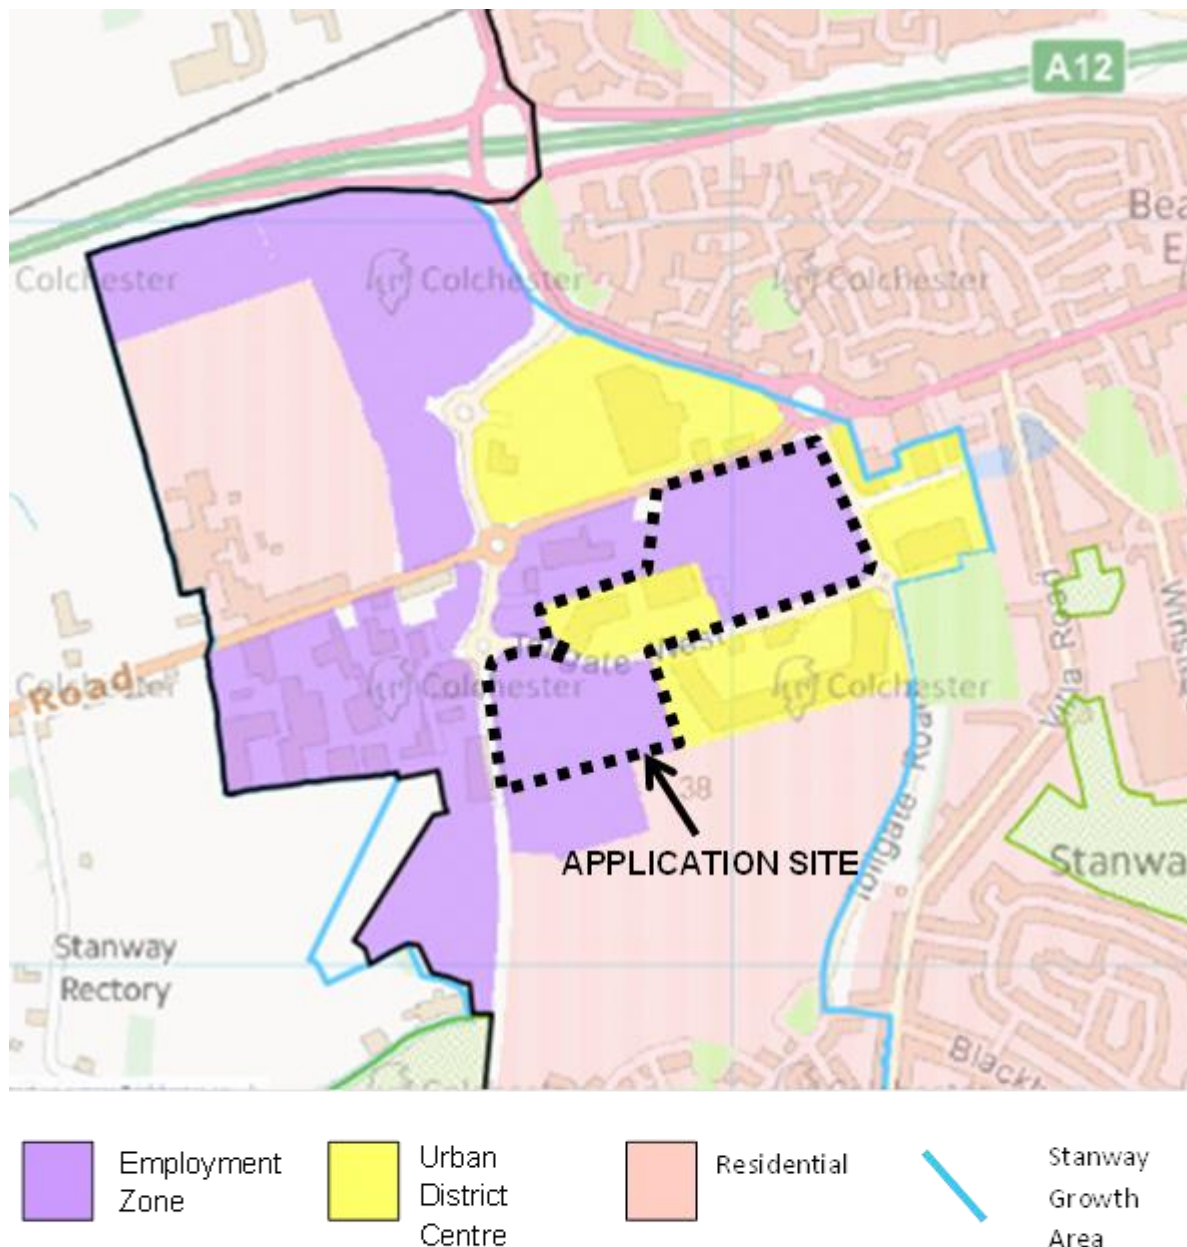 A12
Bea
E
Colchester
Colchester
Colchester
Road
Colchester
Colchester
Colchester
Villa Road
Tollgate Road
38
APPLICATION SITE
Stanwa
Stanway
Rectory
Employment
Zone
Urban
District
Centre
Residential
Stanway
Growth
Area